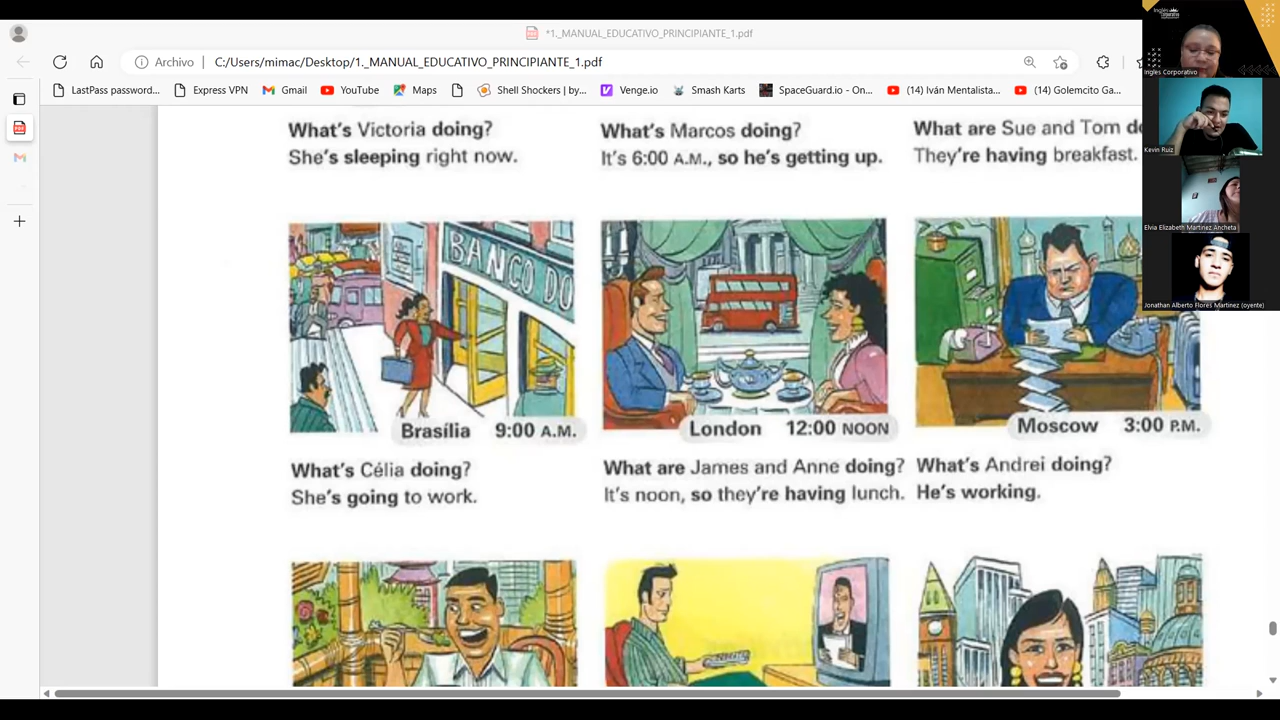 *1._MANUAL_EDUCATIVO_PRINCIPIANTE_1.pdf
Archivo C:/Users/mimac/Desktop/1._MANUAL_EDUCATIVO_PRINCIPIANTE_1.pdf
LastPass password... Express VPN Gmail YouTube Maps Shell Shockers | by... Venge.io Smash Karts SpaceGuard.io - On... (14) Iván Mentalista... (14) Golemcito Ga...
Inglés Corporativo
Kevin Ruiz
Elvia Elizabeth Martinez Ancheta
Jonathan Alberto Flores Martinez (oyente)
What's Victoria doing?
She's sleeping right now.
What's Marcos doing?
It's 6:00 A.M., so he's getting up.
What are Sue and Tom do
They're having breakfast.
BANCO DO
Brasília 9:00 A.M.
London 12:00 NOON
Moscow 3:00 P.M.
What's Célia doing?
She's going to work.
What are James and Anne doing?
It's noon, so they're having lunch.
What's Andrei doing?
He's working.